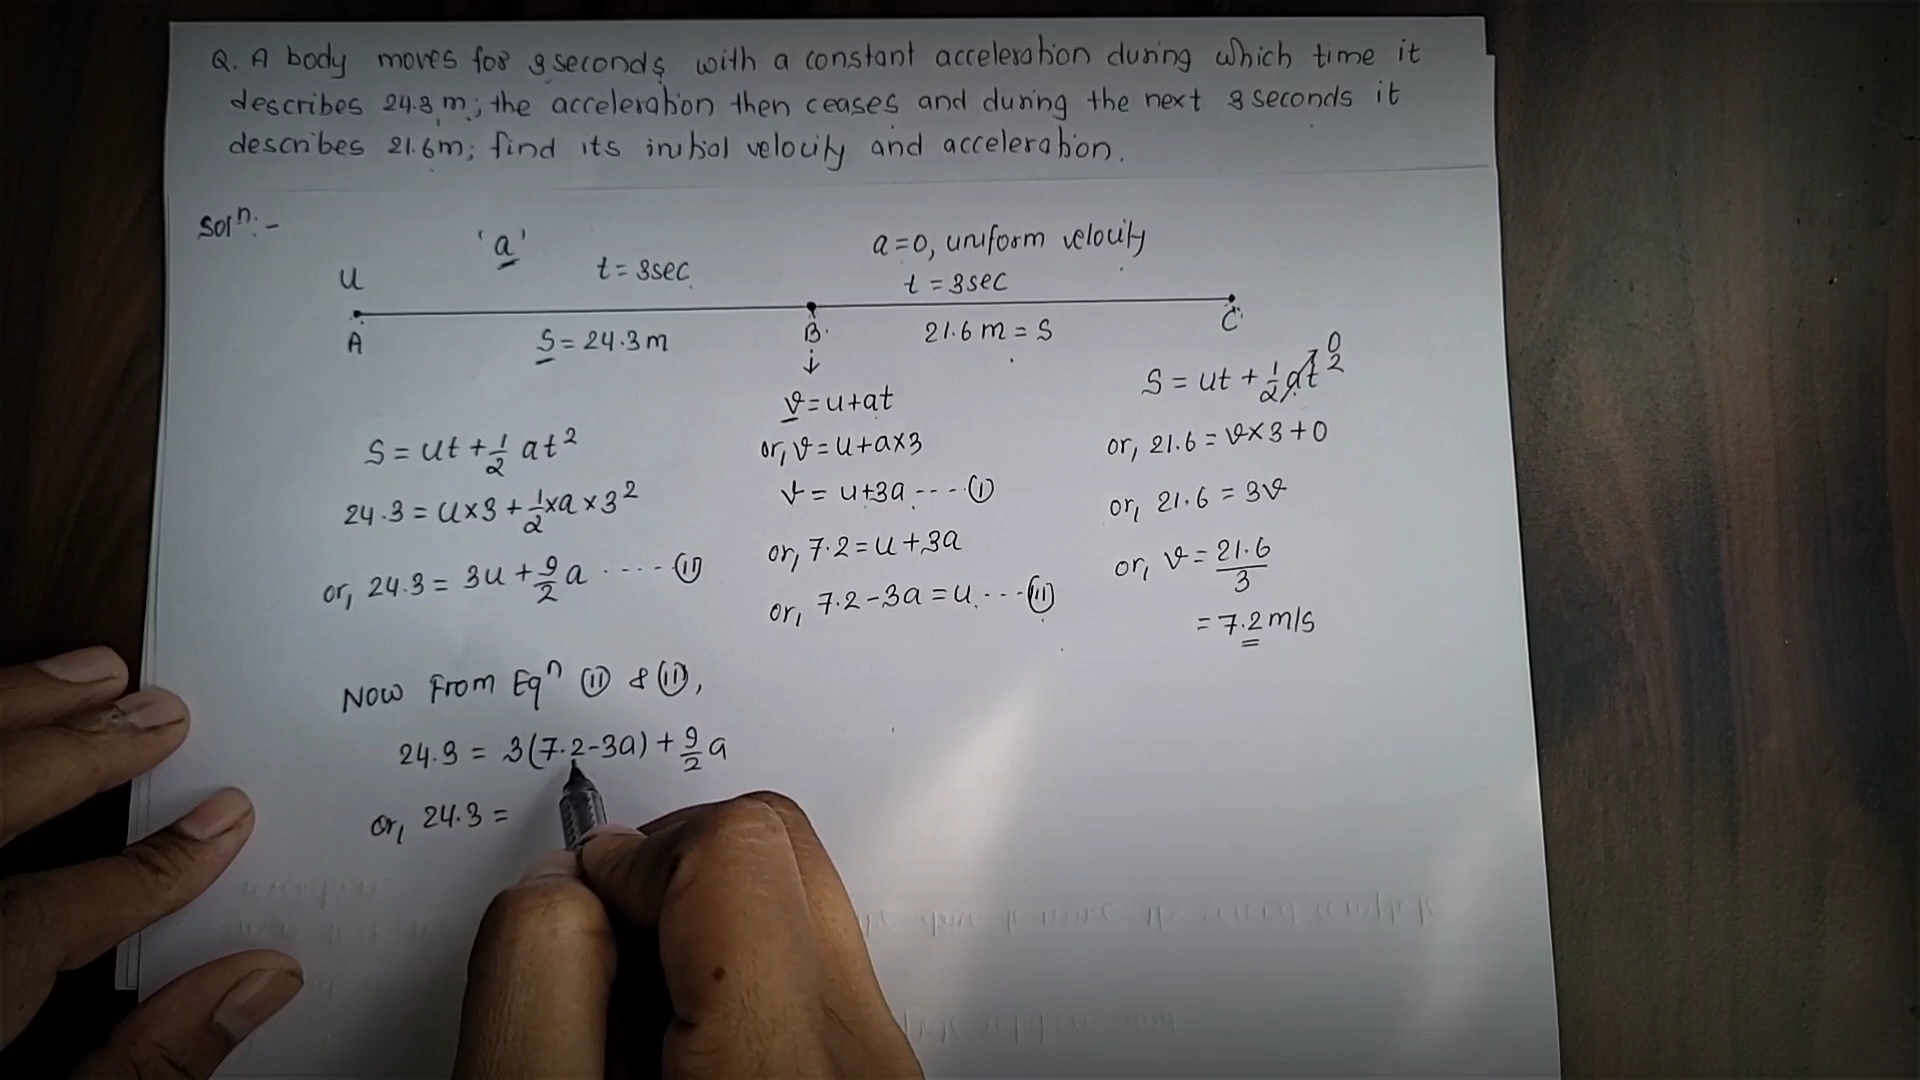 Q. A body moves for 3 seconds with a constant acceleration during which time it
describes 24.3 m; the acceleration then ceases and during the next 3 seconds it
describes 21.6m; find its initial velocity and acceleration.
Solⁿ:-
'a'
a=0, uniform velocity
u
t = 3sec
t = 3sec
A
S = 24.3 m
B
21.6 m = S
C
S = ut + 1/2 at²
24.3 = u×3 + 1/2 × a × 3²
or, 24.3 = 3u + 9/2 a ..... (II)
↓
v = u+at
or, v = u+a×3
v = u+3a ---- (I)
or, 7.2 = u+3a
or, 7.2-3a = u. --- (III)
S = ut + 1/2 at² 0
or, 21.6 = v×3+0
or, 21.6 = 3v
or, v = 21.6/3
= 7.2 m/s
Now From Eqⁿ (II) & (II),
24.3 = 3(7.2-3a) + 9/2 a
or, 24.3 =